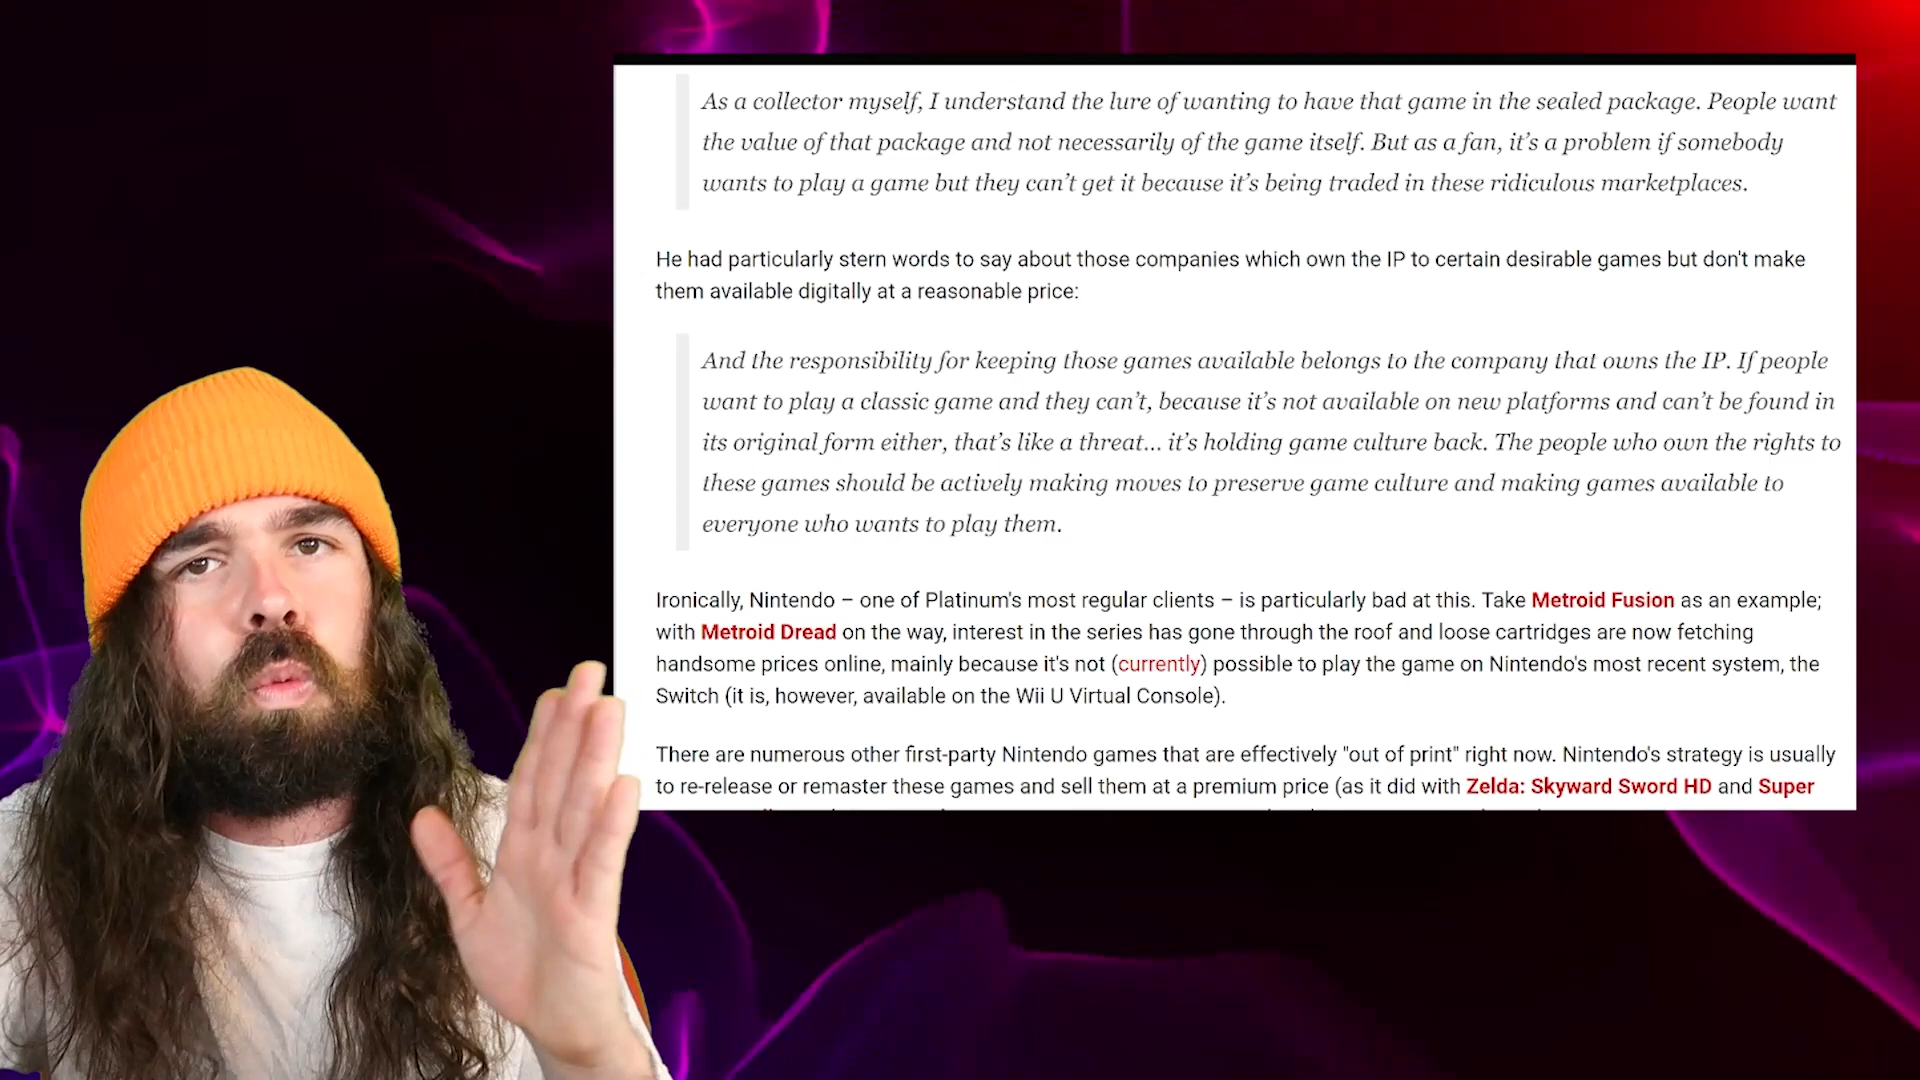 As a collector myself, I understand the lure of wanting to have that game in the sealed package. People want
the value of that package and not necessarily of the game itself. But as a fan, it’s a problem if somebody
wants to play a game but they can’t get it because it’s being traded in these ridiculous marketplaces.
He had particularly stern words to say about those companies which own the IP to certain desirable games but don't make
them available digitally at a reasonable price:
And the responsibility for keeping those games available belongs to the company that owns the IP. If people
want to play a classic game and they can’t, because it’s not available on new platforms and can’t be found in
its original form either, that’s like a threat... it’s holding game culture back. The people who own the rights to
these games should be actively making moves to preserve game culture and making games available to
everyone who wants to play them.
Ironically, Nintendo – one of Platinum's most regular clients – is particularly bad at this. Take Metroid Fusion as an example;
with Metroid Dread on the way, interest in the series has gone through the roof and loose cartridges are now fetching
handsome prices online, mainly because it's not (currently) possible to play the game on Nintendo's most recent system, the
Switch (it is, however, available on the Wii U Virtual Console).
There are numerous other first-party Nintendo games that are effectively "out of print" right now. Nintendo's strategy is usually
to re-release or remaster these games and sell them at a premium price (as it did with Zelda: Skyward Sword HD and Super